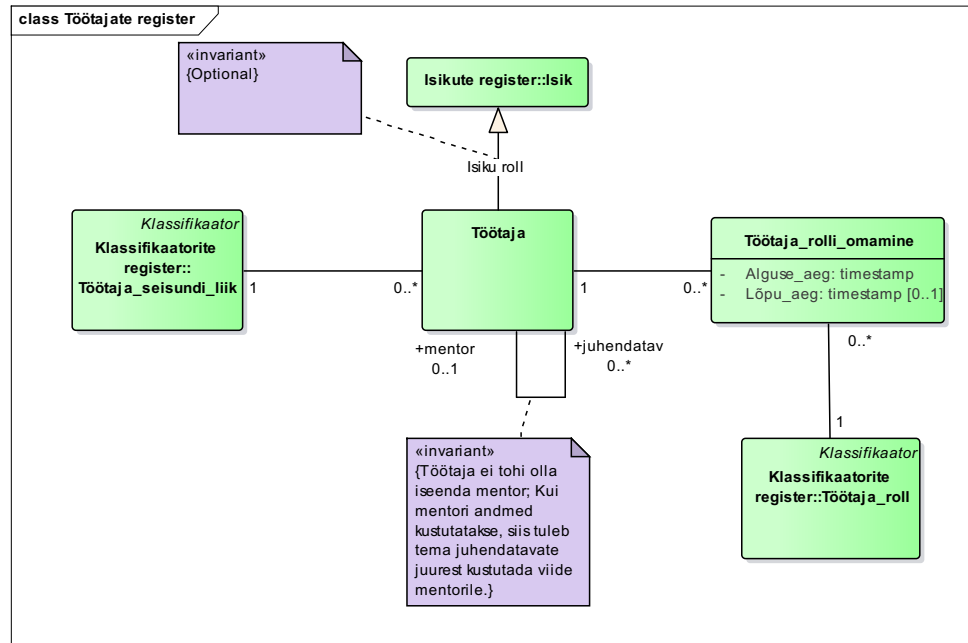 class Töötajate register
«invariant»
{Optional}
Isikute register::Isik
Isiku roll
Klassifikaator
Klassifikaatorite
register::
Töötaja_seisundi_liik
1
0..*
Töötaja
1
0..*
Töötaja_rolli_omamine
- Alguse_aeg: timestamp
- Lõpu_aeg: timestamp [0..1]
+mentor
0..1
+juhendatav
0..*
0..*
1
«invariant»
{Töötaja ei tohi olla
iseenda mentor; Kui
mentori andmed
kustutatakse, siis tuleb
tema juhendatavate
juurest kustutada viide
mentorile.}
Klassifikaator
Klassifikaatorite
register::Töötaja_roll